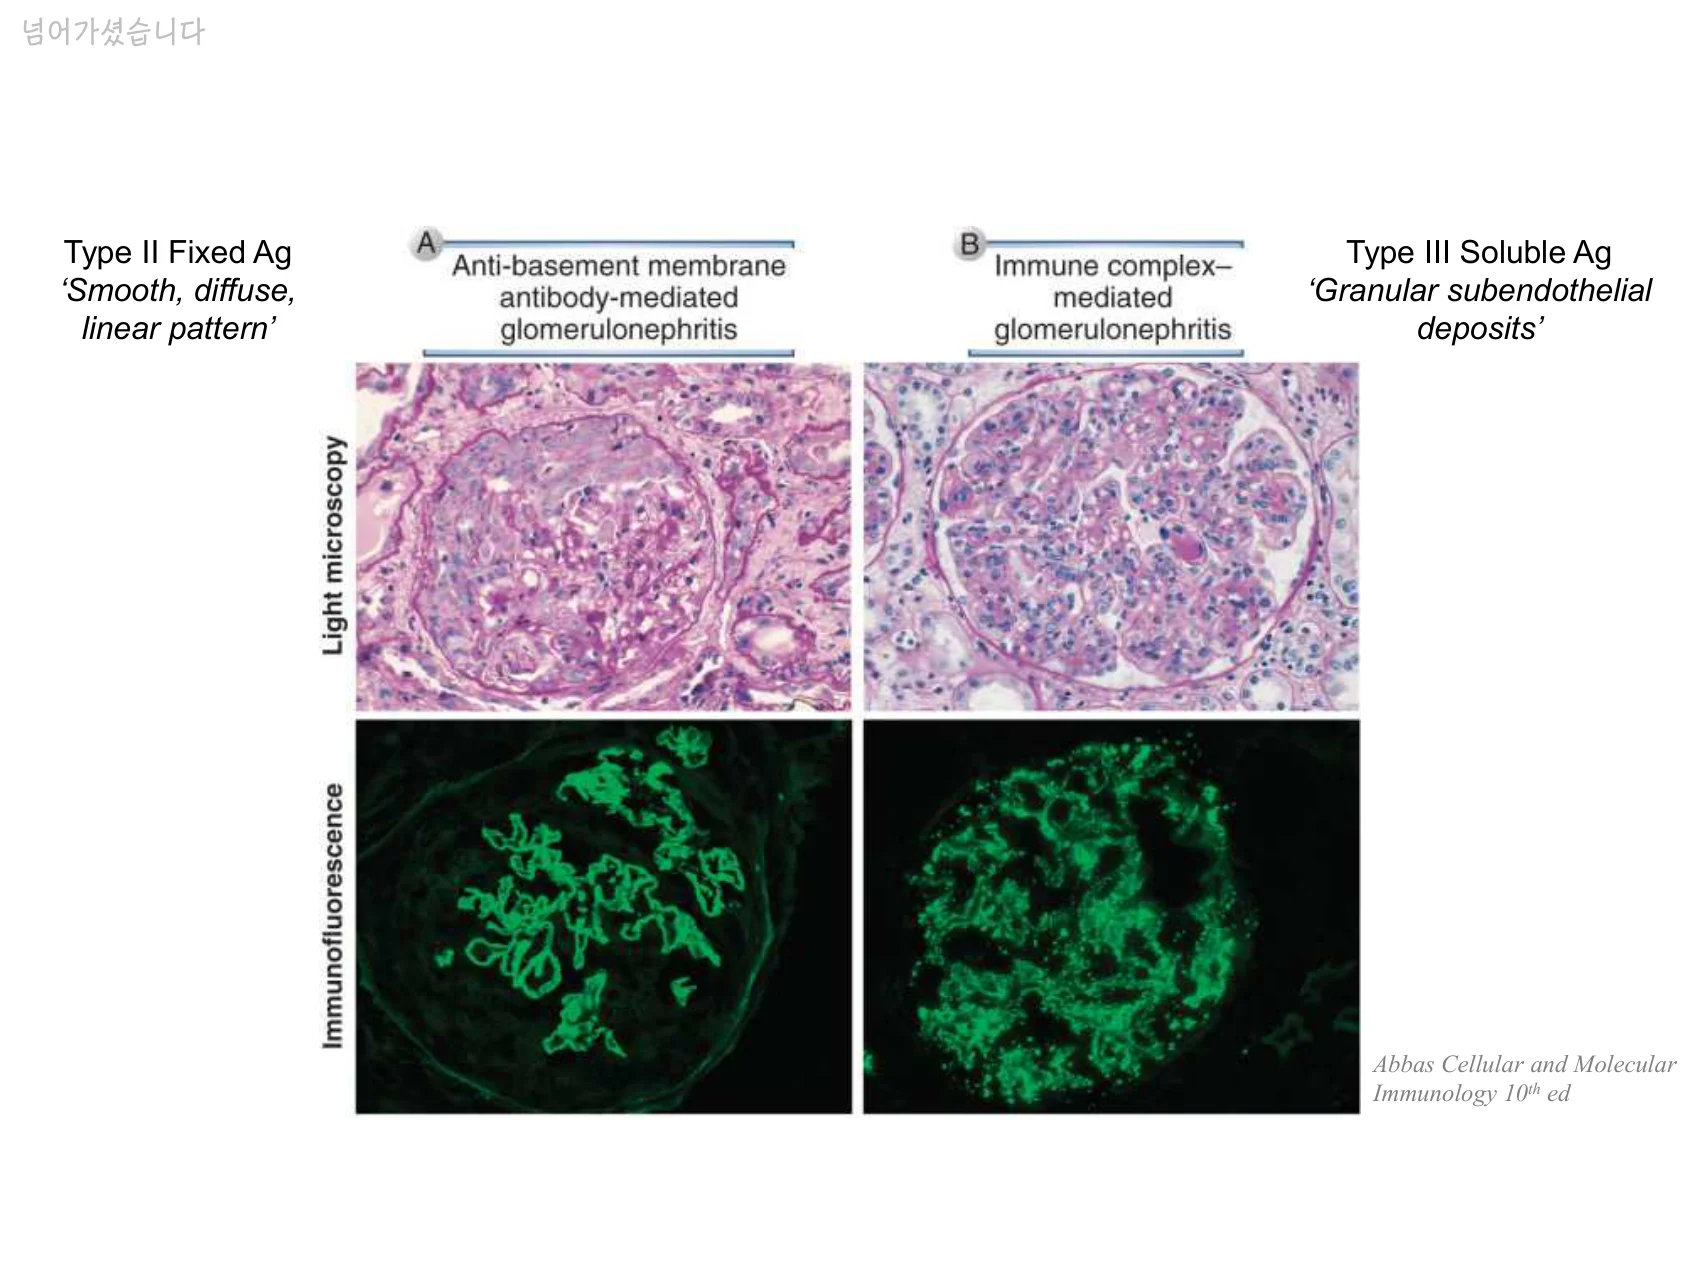 넘어가셨습니다
Type II Fixed Ag
‘Smooth, diffuse,
linear pattern’
A
Anti-basement membrane
antibody-mediated
glomerulonephritis
B
Immune complex–
mediated
glomerulonephritis
Type III Soluble Ag
‘Granular subendothelial
deposits’
Light microscopy
Immunofluorescence
Abbas Cellular and Molecular
Immunology 10th ed